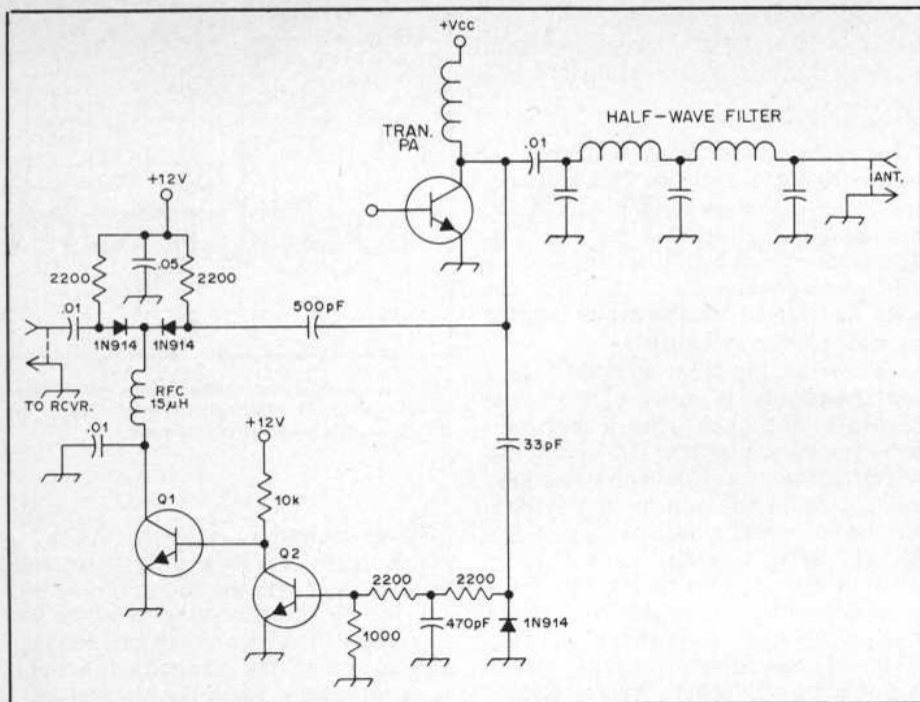 +Vcc
HALF-WAVE FILTER
TRAN.
PA
.01
ANT.
+12V
2200
.05
2200
.01
500pF
1N914
1N914
RFC
15µH
TO RCVR.
.01
+12V
33pF
10k
Q1
Q2
2200
2200
470pF
1N914
1000